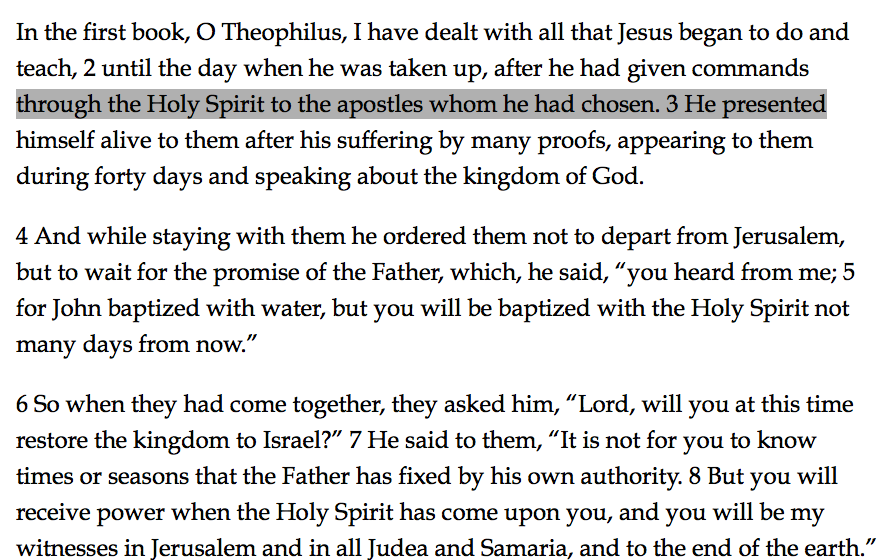 In the first book, O Theophilus, I have dealt with all that Jesus began to do and
teach, 2 until the day when he was taken up, after he had given commands
through the Holy Spirit to the apostles whom he had chosen. 3 He presented
himself alive to them after his suffering by many proofs, appearing to them
during forty days and speaking about the kingdom of God.
4 And while staying with them he ordered them not to depart from Jerusalem,
but to wait for the promise of the Father, which, he said, “you heard from me; 5
for John baptized with water, but you will be baptized with the Holy Spirit not
many days from now.”
6 So when they had come together, they asked him, “Lord, will you at this time
restore the kingdom to Israel?” 7 He said to them, “It is not for you to know
times or seasons that the Father has fixed by his own authority. 8 But you will
receive power when the Holy Spirit has come upon you, and you will be my
witnesses in Jerusalem and in all Judea and Samaria, and to the end of the earth.”